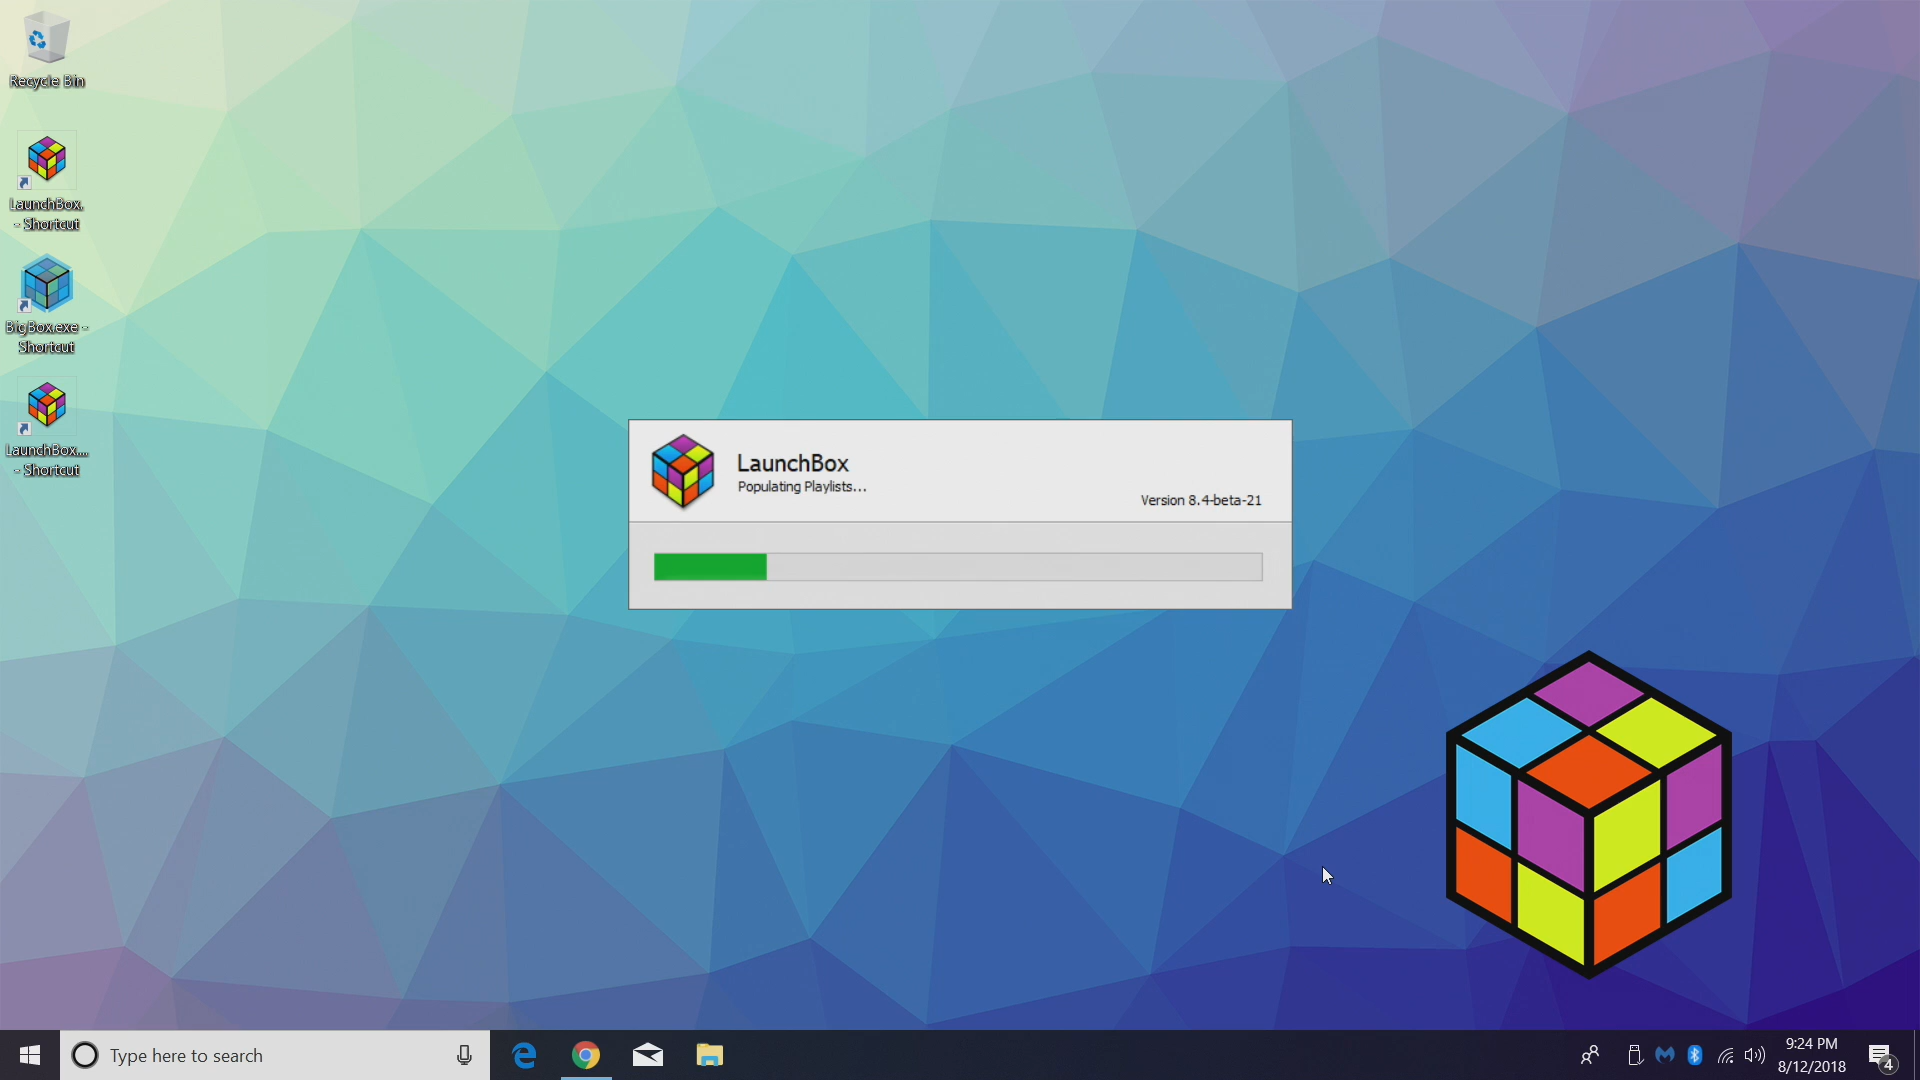 Recycle Bin
LaunchBox.
- Shortcut
BigBox.exe -
Shortcut
LaunchBox....
- Shortcut
LaunchBox
Populating Playlists...
Version 8.4-beta-21
Type here to search
9:24 PM
8/12/2018
4